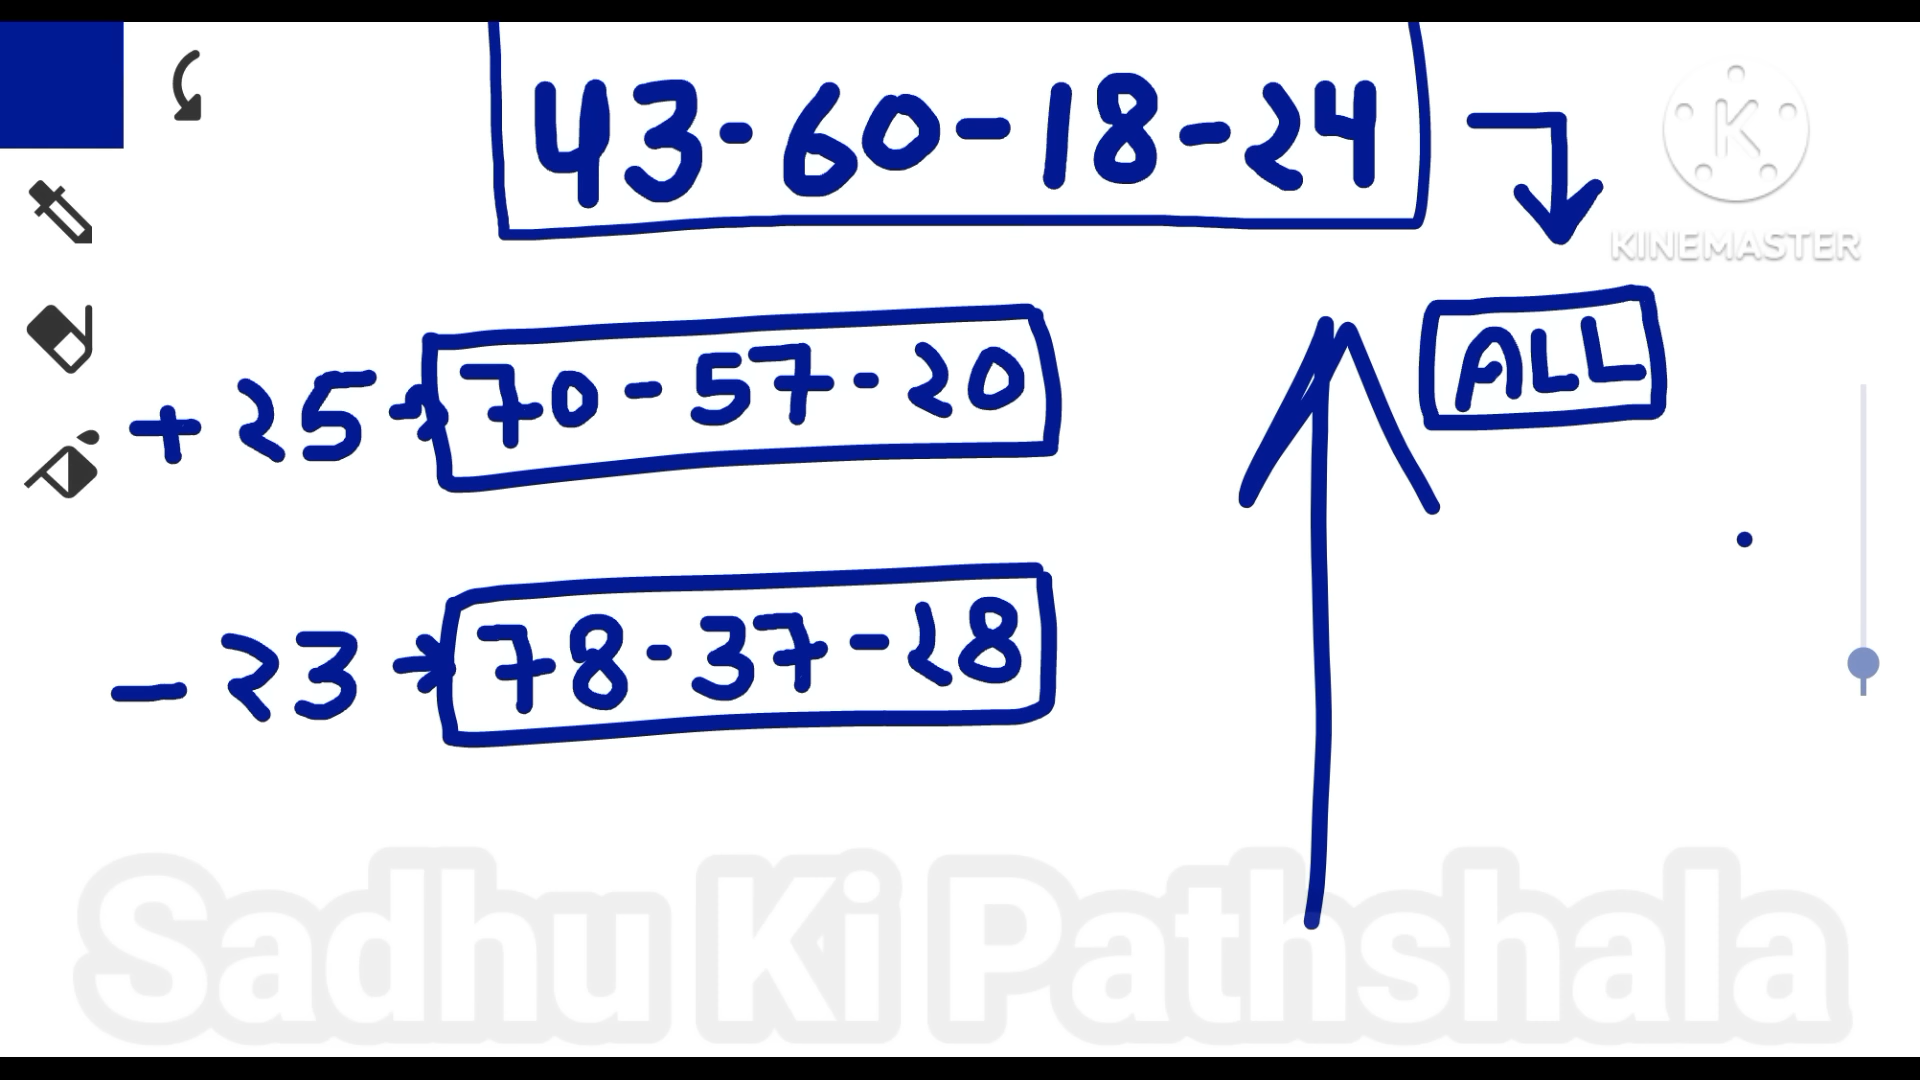 43-60-18-24
K
KINEMASTER
ALL
+25→ 70-57-20
-23→ 78-37-28
Sadhu Ki Pathshala